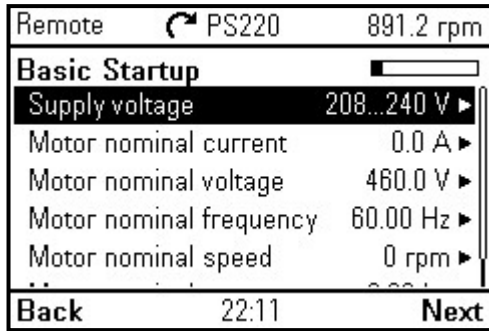 Remote PS220 891.2 rpm
Basic Startup
Supply voltage 208...240 V
Motor nominal current 0.0 A
Motor nominal voltage 460.0 V
Motor nominal frequency 60.00 Hz
Motor nominal speed 0 rpm
Back 22:11 Next